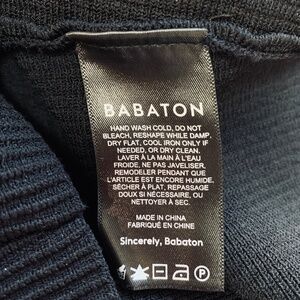 BABATON
HAND WASH COLD, DO NOT
BLEACH, RESHAPE WHILE DAMP,
DRY FLAT, COOL IRON ONLY IF
NEEDED, OR DRY CLEAN.
LAVER À LA MAIN À L'EAU
FROIDE, NE PAS JAVELISER,
REMODELER PENDANT QUE
L'ARTICLE EST ENCORE HUMIDE,
SÉCHER À PLAT, REPASSAGE
DOUX SI NÉCESSAIRE, OU
NETTOYER À SEC.
MADE IN CHINA
FABRIQUÉ EN CHINE
Sincerely, Babaton
P